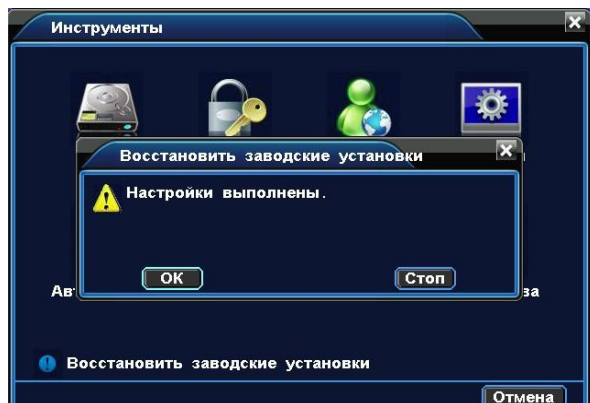 Инструменты
Восстановить заводские установки
Настройки выполнены.
OK
Стоп
Восстановить заводские установки
Отмена